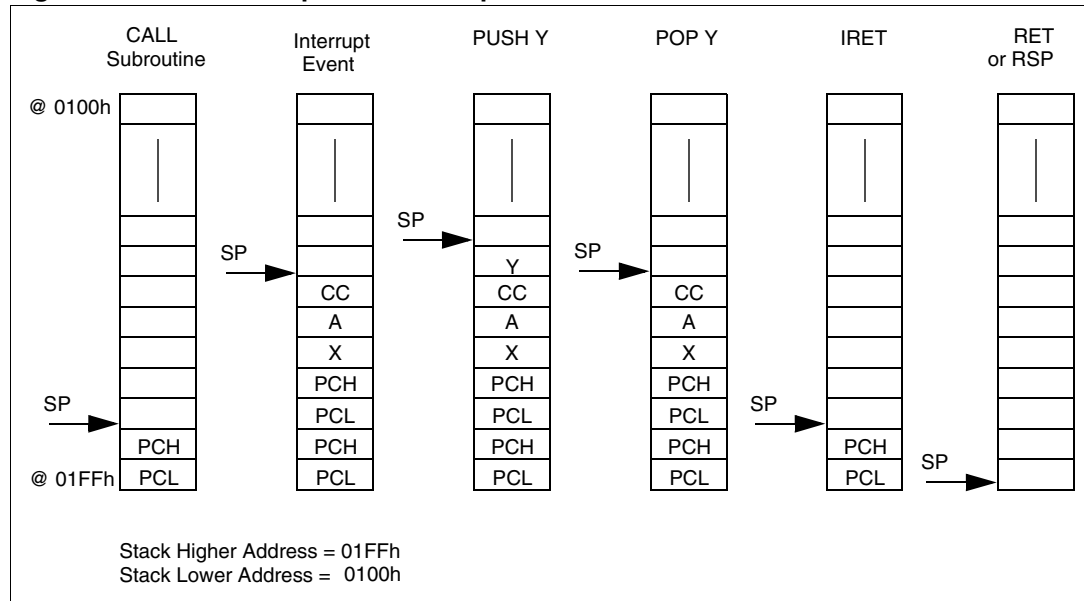 CALL
Subroutine
Interrupt
Event
PUSH Y
POP Y
IRET
RET
or RSP
@ 0100h
SP
SP
SP
Y
CC
CC
CC
A
A
A
X
X
X
PCH
PCH
PCH
SP
PCL
PCL
PCL
SP
PCH
PCH
PCH
PCH
PCH
SP
@ 01FFh
PCL
PCL
PCL
PCL
PCL
Stack Higher Address = 01FFh
Stack Lower Address = 0100h